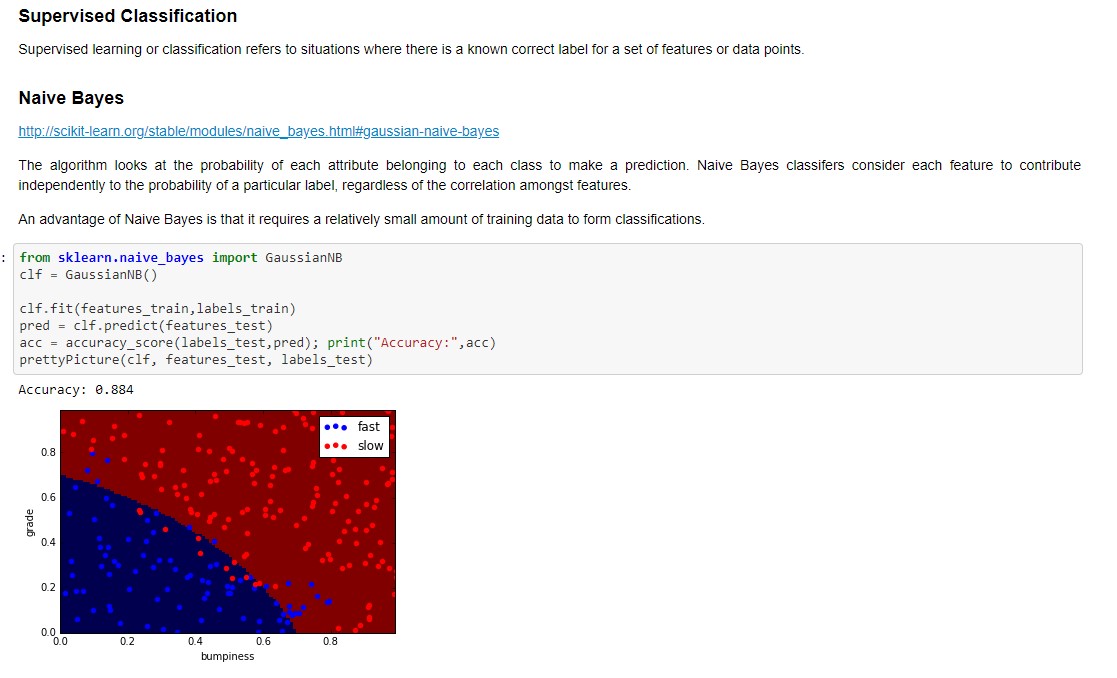 Supervised Classification
Supervised learning or classification refers to situations where there is a known correct label for a set of features or data points.
Naive Bayes
http://scikit-learn.org/stable/modules/naive_bayes.html#gaussian-naive-bayes
The algorithm looks at the probability of each attribute belonging to each class to make a prediction. Naive Bayes classifers consider each feature to contribute
independently to the probability of a particular label, regardless of the correlation amongst features.
An advantage of Naive Bayes is that it requires a relatively small amount of training data to form classifications.
: from sklearn.naive_bayes import GaussianNB
clf = GaussianNB()
clf.fit(features_train,labels_train)
pred = clf.predict(features_test)
acc = accuracy_score(labels_test,pred); print("Accuracy:",acc)
prettyPicture(clf, features_test, labels_test)
Accuracy: 0.884
fast
slow
0.8
0.6
0.4
0.2
0.0
grade
0.0 0.2 0.4 0.6 0.8
bumpiness